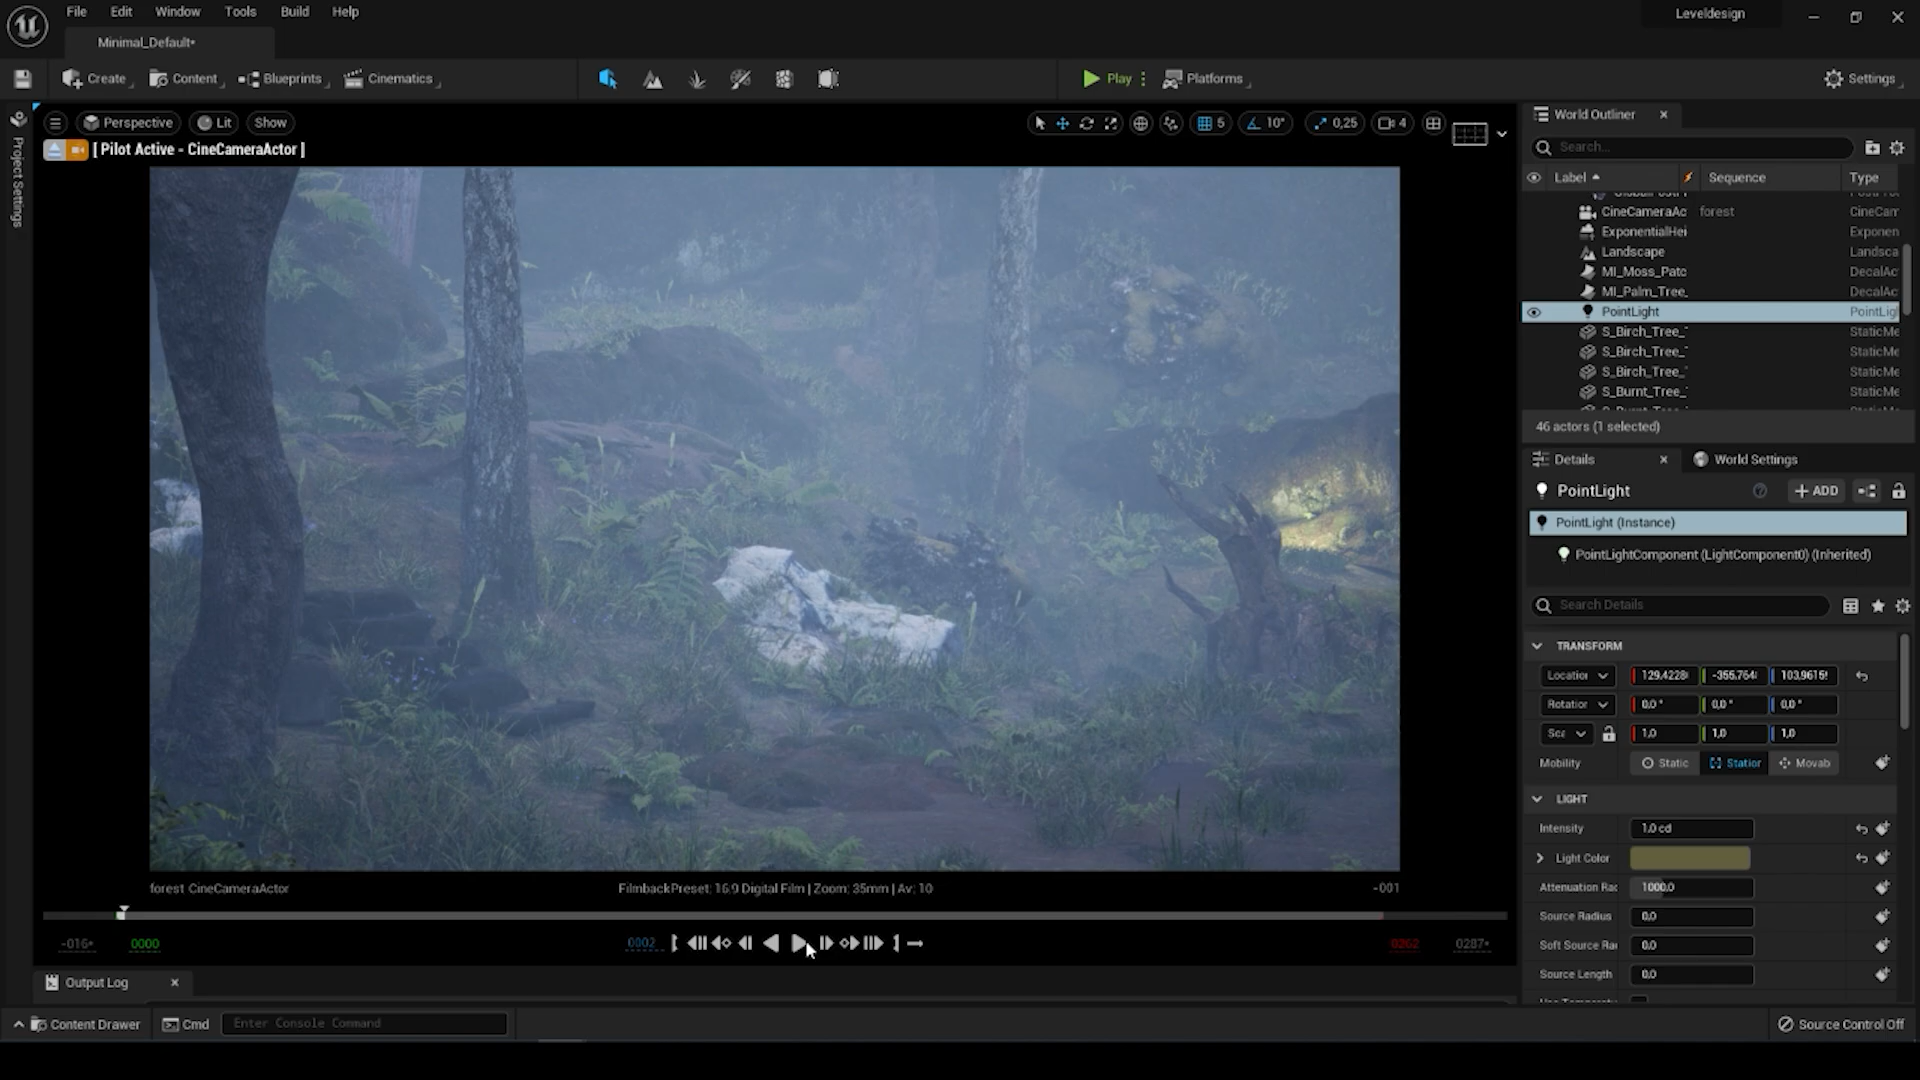 File Edit Window Tools Build Help
Leveldesign
Minimal_Default*
Create Content Blueprints Cinematics Play Platforms Settings
Project Settings
Perspective Lit Show 5 10° 0,25 4
[ Pilot Active - CineCameraActor ]
World Outliner
Search...
Label Sequence Type
CineCameraAc forest CineCam
ExponentialHei Exponen
Landscape Landsca
MI_Moss_Patc DecalAc
MI_Palm_Tree_ DecalAc
PointLight PointLig
S_Birch_Tree_ StaticMe
S_Birch_Tree_ StaticMe
S_Birch_Tree_ StaticMe
S_Burnt_Tree_ StaticMe
46 actors (1 selected)
Details World Settings
PointLight ADD
PointLight (Instance)
PointLightComponent (LightComponent0) (Inherited)
Search Details
TRANSFORM
Location 129,4228 -355,764 103,9615
Rotation 0,0 ° 0,0 ° 0,0 °
Sca 1,0 1,0 1,0
Mobility Static Station Movab
LIGHT
Intensity 1,0 cd
Light Color
Attenuation Rac 1000,0
Source Radius 0,0
Soft Source Ra 0,0
Source Length 0,0
forest CineCameraActor FilmbackPreset: 16:9 Digital Film | Zoom: 35mm | Av: 10 -001
-016* 0000 0002 0262 0287*
Output Log
Content Drawer Cmd Enter Console Command Source Control Off